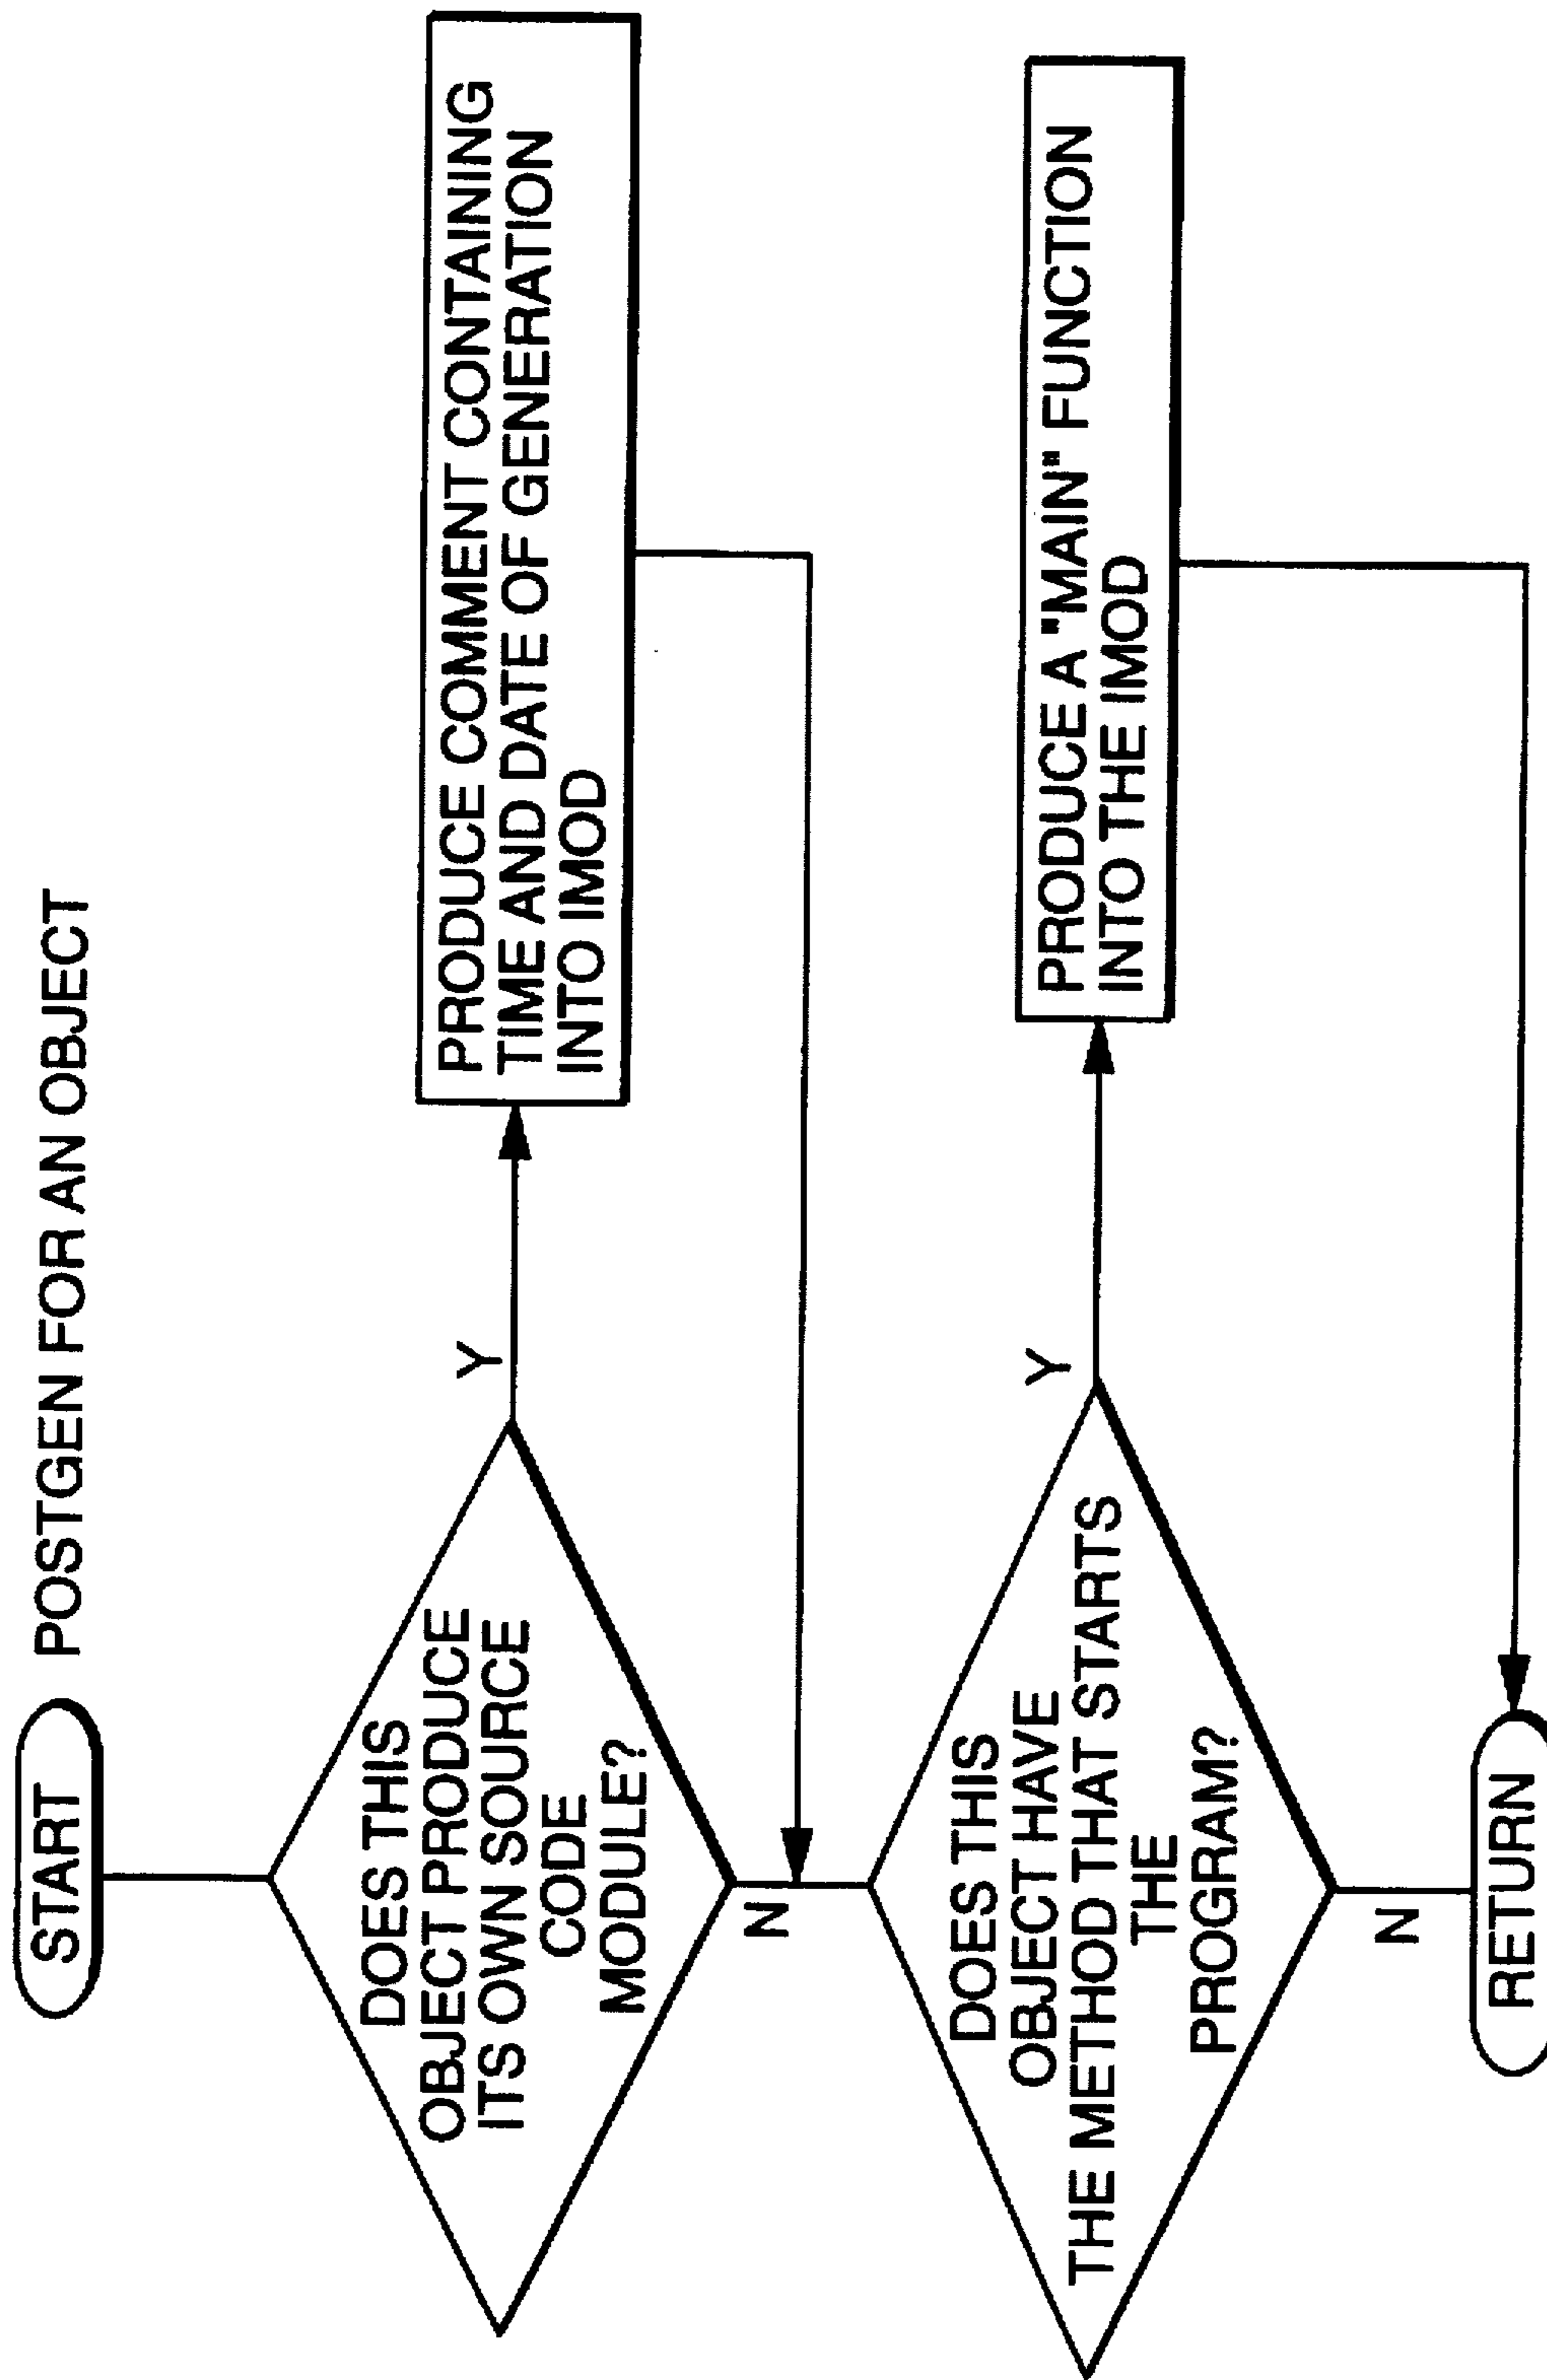 START
POSTGEN FOR AN OBJECT
DOES THIS
OBJECT PRODUCE
ITS OWN SOURCE
CODE
MODULE?
Y
PRODUCE COMMENT CONTAINING
TIME AND DATE OF GENERATION
INTO IMOD
N
DOES THIS
OBJECT HAVE
THE METHOD THAT STARTS
THE
PROGRAM?
Y
PRODUCE A "MAIN" FUNCTION
INTO THE IMOD
N
RETURN